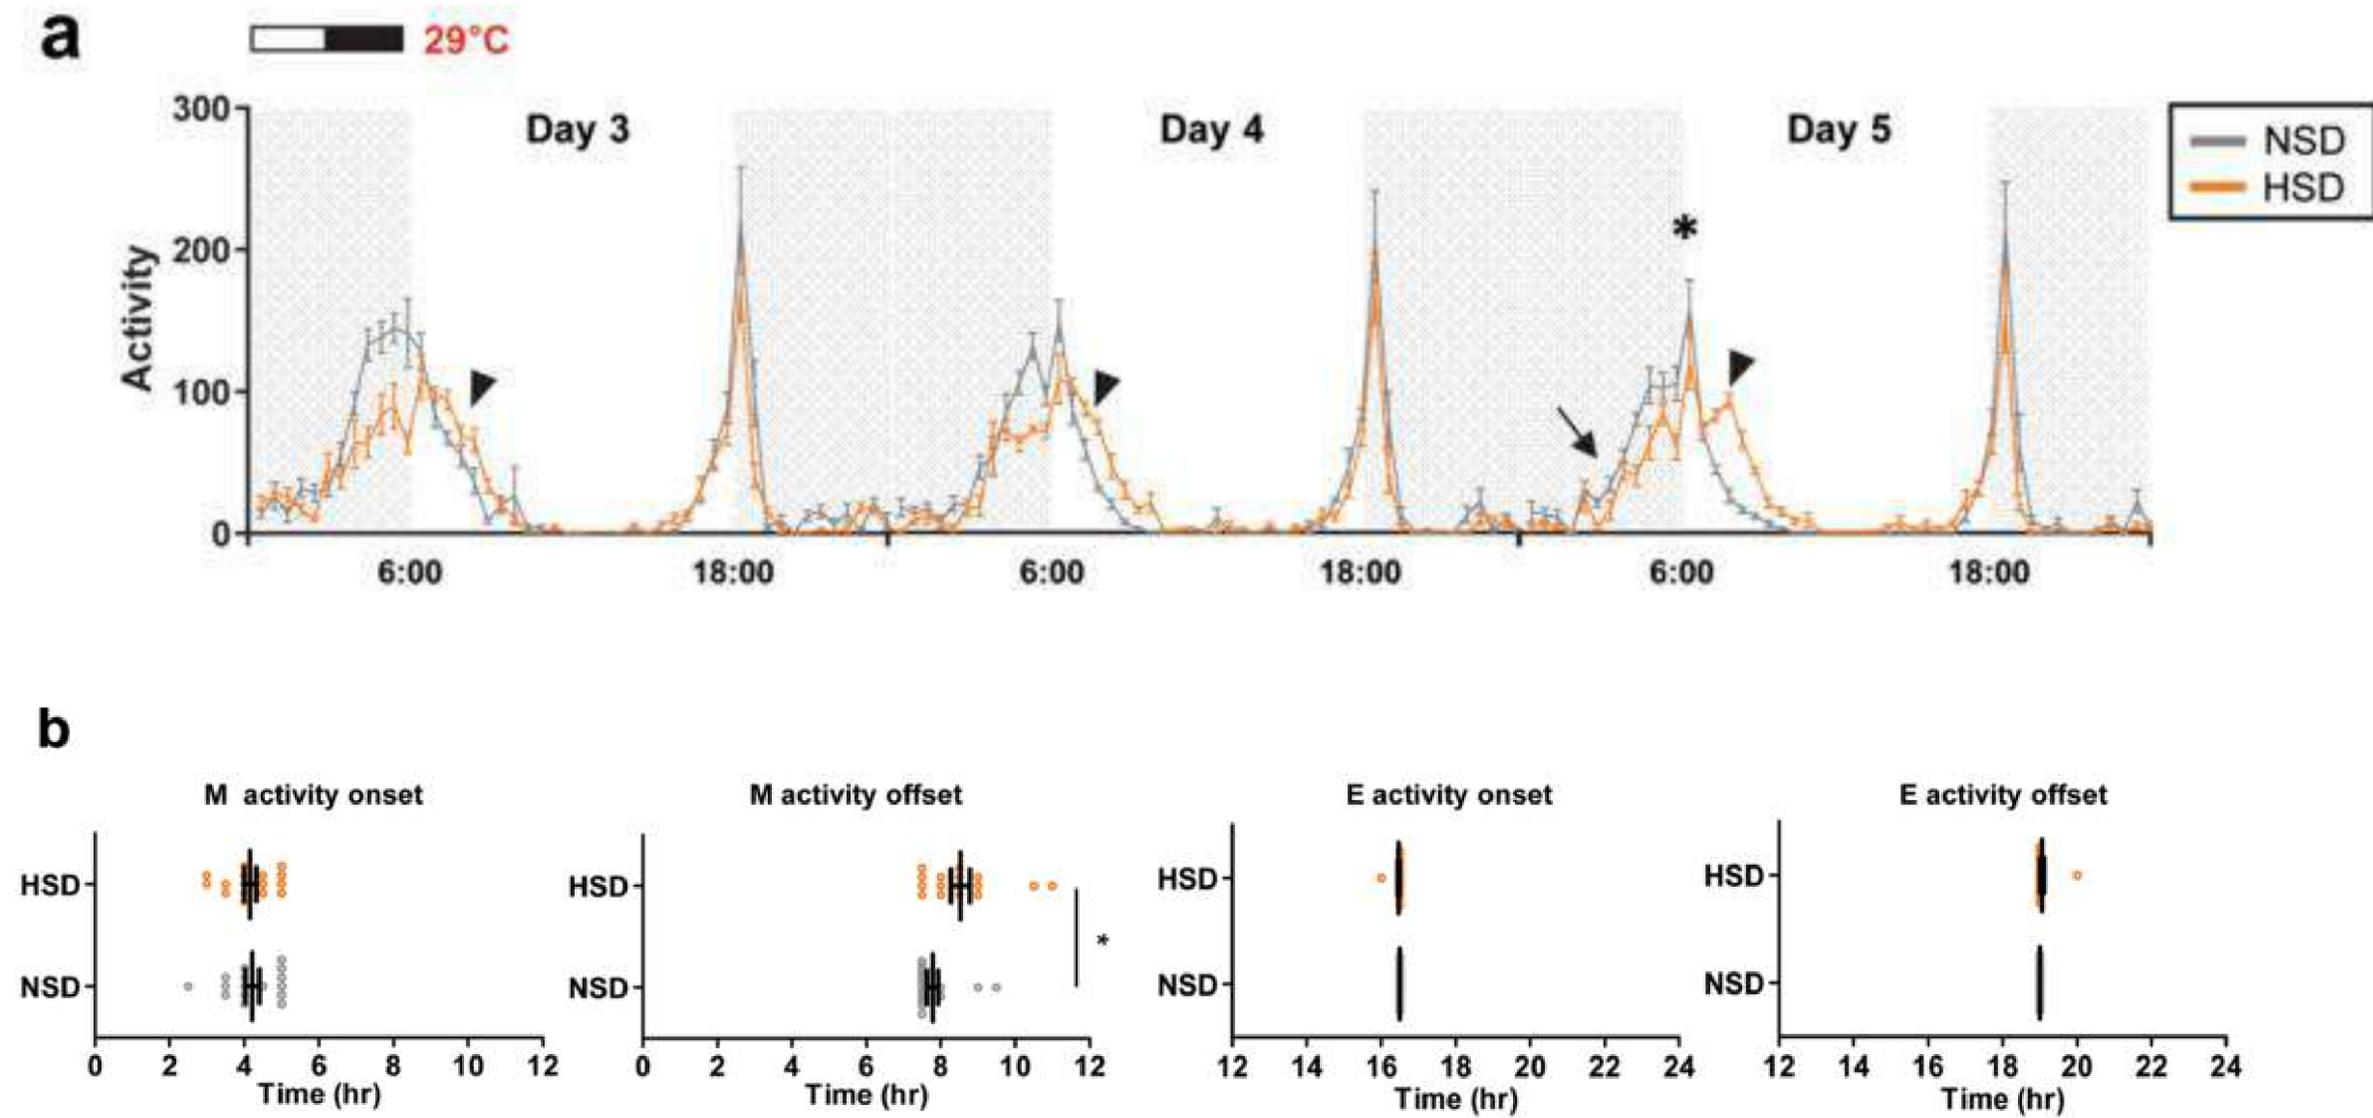 a
29°C
300
200
100
0
Activity
Day 3
Day 4
Day 5
*
NSD
HSD
6:00 18:00 6:00 18:00 6:00 18:00
b
M activity onset
HSD
NSD
0 2 4 6 8 10 12
Time (hr)
M activity offset
HSD
NSD
*
0 2 4 6 8 10 12
Time (hr)
E activity onset
HSD
NSD
12 14 16 18 20 22 24
Time (hr)
E activity offset
HSD
NSD
12 14 16 18 20 22 24
Time (hr)